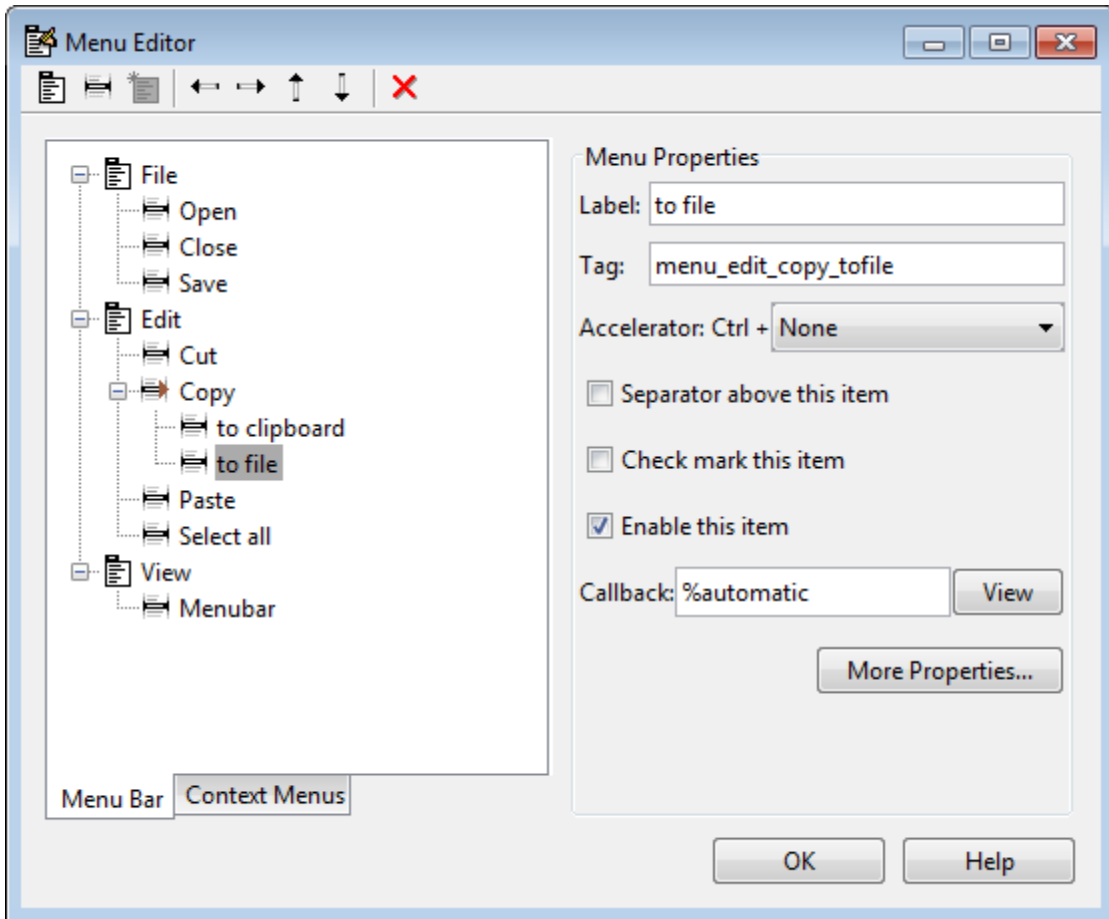 Menu Editor
File
Open
Close
Save
Edit
Cut
Copy
to clipboard
to file
Paste
Select all
View
Menubar
Menu Bar
Context Menus
Menu Properties
Label: to file
Tag: menu_edit_copy_tofile
Accelerator: Ctrl + None
Separator above this item
Check mark this item
Enable this item
Callback: %automatic View
More Properties...
OK Help